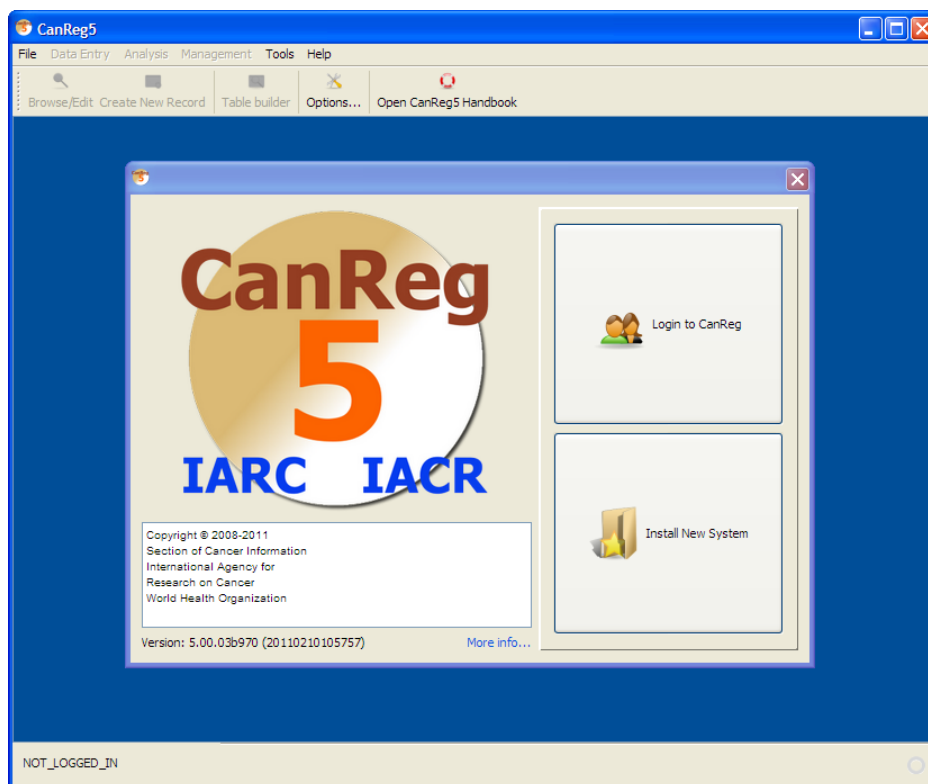 CanReg5
File Data Entry Analysis Management Tools Help
Browse/Edit Create New Record Table builder Options... Open CanReg5 Handbook
5
CanReg
5
IARC IACR
Login to CanReg
Install New System
Copyright © 2008-2011
Section of Cancer Information
International Agency for
Research on Cancer
World Health Organization
Version: 5.00.03b970 (20110210105757) More info...
NOT_LOGGED_IN